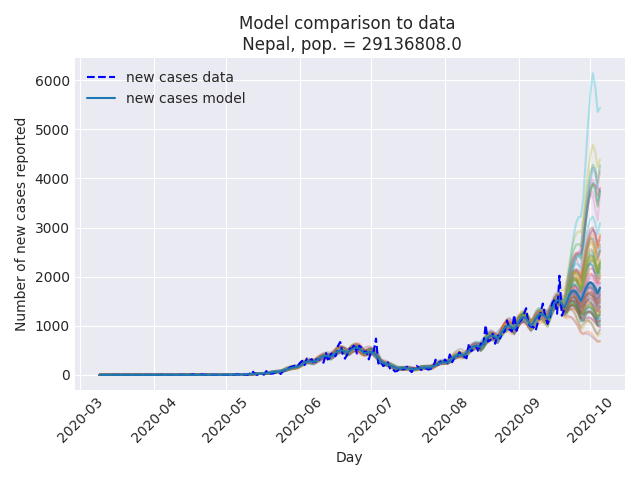 Model comparison to data
Nepal, pop. = 29136808.0
new cases data
new cases model
Number of new cases reported
6000
5000
4000
3000
2000
1000
0
2020-03
2020-04
2020-05
2020-06
2020-07
2020-08
2020-09
2020-10
Day